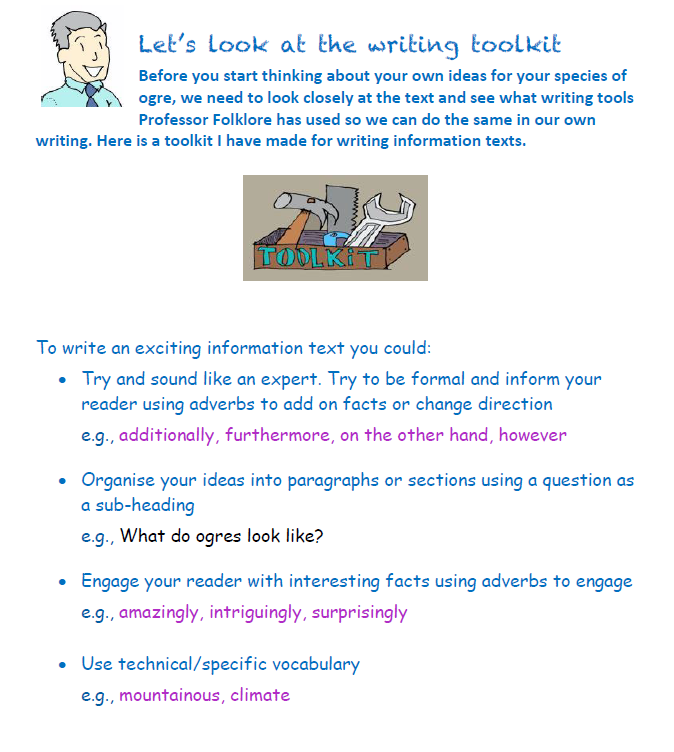 Let's look at the writing toolkit
Before you start thinking about your own ideas for your species of
ogre, we need to look closely at the text and see what writing tools
Professor Folklore has used so we can do the same in our own
writing. Here is a toolkit I have made for writing information texts.
TOOLKiT
To write an exciting information text you could:
• Try and sound like an expert. Try to be formal and inform your
reader using adverbs to add on facts or change direction
e.g., additionally, furthermore, on the other hand, however
• Organise your ideas into paragraphs or sections using a question as
a sub-heading
e.g., What do ogres look like?
• Engage your reader with interesting facts using adverbs to engage
e.g., amazingly, intriguingly, surprisingly
• Use technical/specific vocabulary
e.g., mountainous, climate